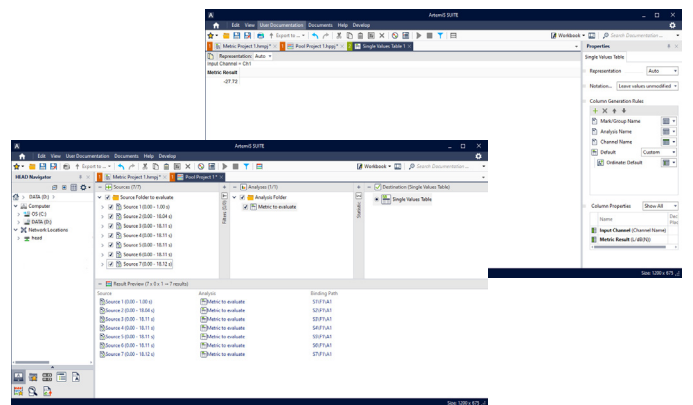 ArtemiS SUITE
Edit View User Documentation Documents Help Develop
Export to ...
Workbook
Search Documentation ...
Metric Project 1.hmpj*
Pool Project 1.hppj*
Single Values Table 1
Representation: Auto
Input Channel = Ch1
Metric Result
-27.72
Properties
Single Values Table
Representation Auto
Notation... Leave values unmodified
Column Generation Rules
Mark/Group Name
Analysis Name
Channel Name
Default Custom
Ordinate Default
Column Properties Show All
Name
Input Channel (Channel Name)
Metric Result (L/dB(N))
Size: 1200 x 675
ArtemiS SUITE
Edit View User Documentation Documents Help Develop
Export to ...
Workbook
Search Documentation ...
HEAD Navigator
Metric Project 1.hmpj*
Pool Project 1*
DATA (D:)
Computer
OS (C:)
DATA (D:)
Network Locations
head
Sources (7/7)
Source Folder to evaluate
Source 1 (0.00 - 1.00 s)
Source 2 (0.00 - 18.04 s)
Source 3 (0.00 - 18.11 s)
Source 4 (0.00 - 18.11 s)
Source 5 (0.00 - 18.11 s)
Source 6 (0.00 - 18.11 s)
Source 7 (0.00 - 18.12 s)
Filters (0/0)
Analyses (1/1)
Analysis Folder
Metric to evaluate
Statistic
Destination (Single Values Table)
Single Values Table
Result Preview (7 x 0 x 1 -> 7 results)
Source Analysis Binding Path
Source 1 (0.00 - 1.00 s) Metric to evaluate S1\F1\A1
Source 2 (0.00 - 18.04 s) Metric to evaluate S2\F1\A1
Source 3 (0.00 - 18.11 s) Metric to evaluate S3\F1\A1
Source 4 (0.00 - 18.11 s) Metric to evaluate S4\F1\A1
Source 5 (0.00 - 18.11 s) Metric to evaluate S5\F1\A1
Source 6 (0.00 - 18.11 s) Metric to evaluate S6\F1\A1
Source 7 (0.00 - 18.12 s) Metric to evaluate S7\F1\A1
Size: 1200 x 675